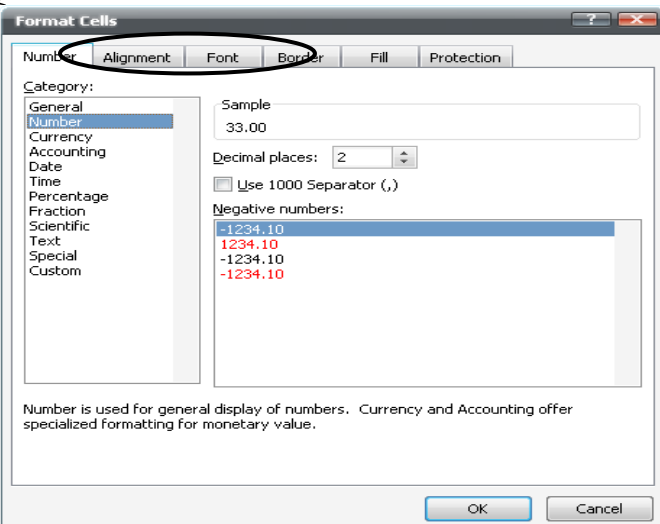 Format Cells
Number Alignment Font Border Fill Protection
Category:
General
Number
Currency
Accounting
Date
Time
Percentage
Fraction
Scientific
Text
Special
Custom
Sample
33.00
Decimal places: 2
Use 1000 Separator (,)
Negative numbers:
-1234.10
1234.10
-1234.10
-1234.10
Number is used for general display of numbers. Currency and Accounting offer
specialized formatting for monetary value.
OK Cancel